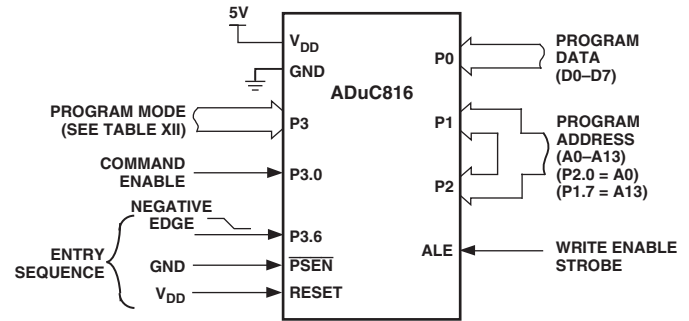 5V
VDD
GND
ADuC816
P0
PROGRAM
DATA
(D0–D7)
PROGRAM MODE
(SEE TABLE XII)
P3
P1
PROGRAM
ADDRESS
(A0–A13)
(P2.0 = A0)
(P1.7 = A13)
COMMAND
ENABLE
P3.0
P2
NEGATIVE
EDGE
P3.6
ENTRY
SEQUENCE
GND
PSEN
VDD
RESET
ALE
WRITE ENABLE
STROBE